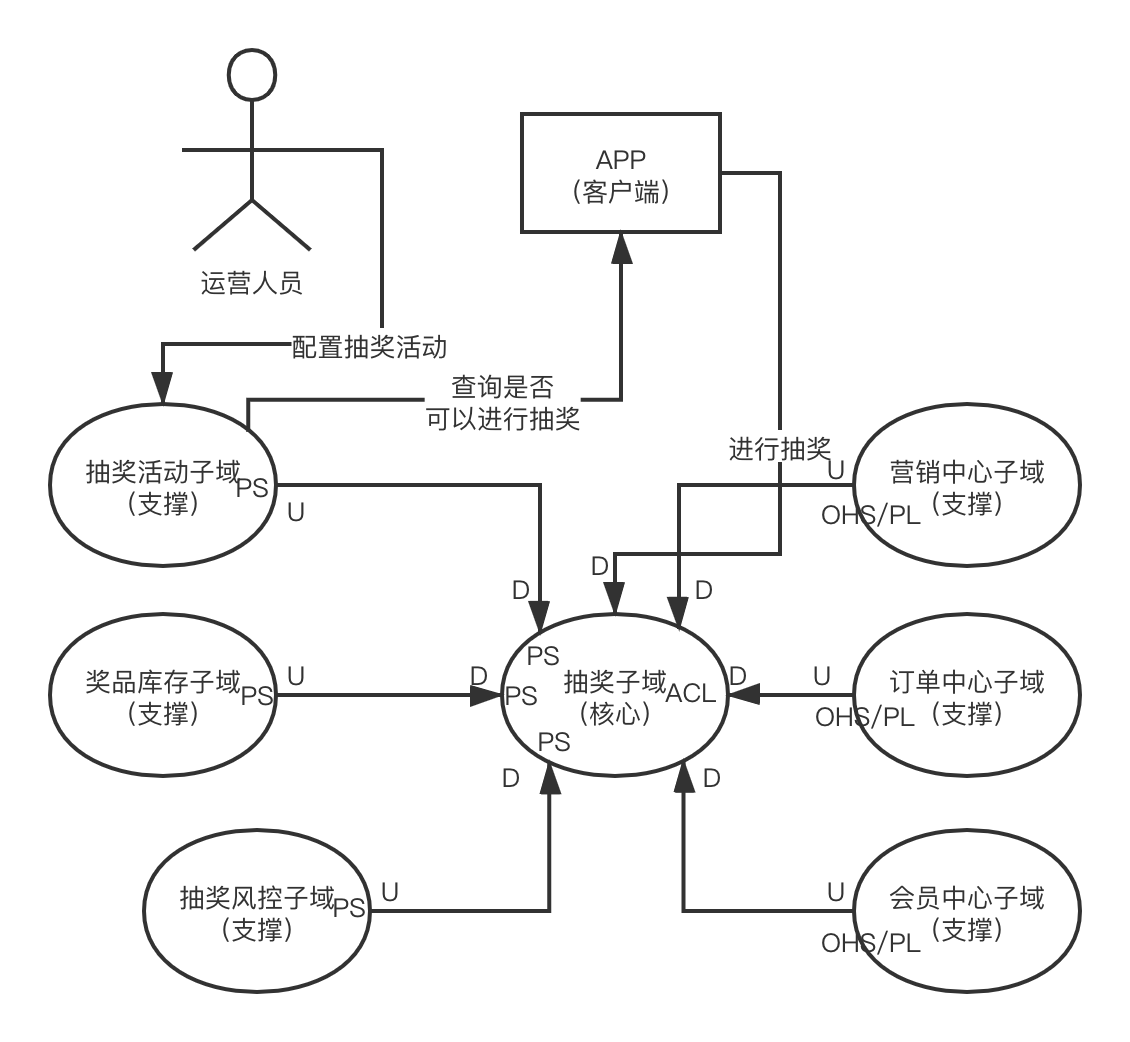 APP
（客户端）
运营人员
配置抽奖活动
查询是否
可以进行抽奖
进行抽奖
抽奖活动子域
（支撑）
PS
U
D
D
D
U
OHS/PL
营销中心子域
（支撑）
奖品库存子域
（支撑）
PS
U
D
PS
PS
PS
抽奖子域
（核心）
ACL
D
U
OHS/PL
订单中心子域
（支撑）
D
D
抽奖风控子域
（支撑）
PS
U
U
OHS/PL
会员中心子域
（支撑）